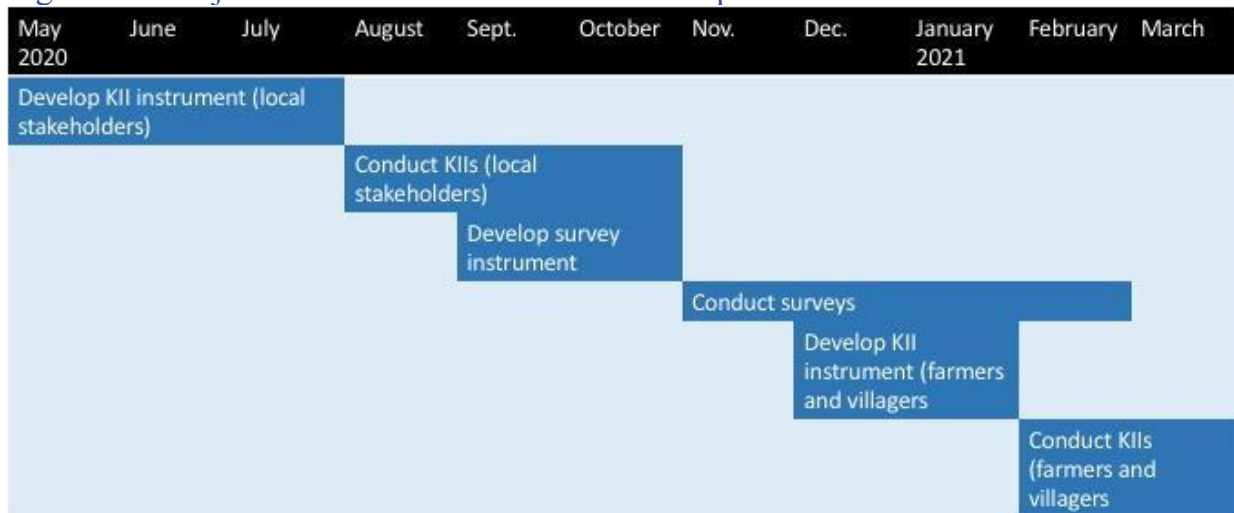 May June July August Sept. October Nov. Dec. January February March
2020 2021
Develop KII instrument (local
stakeholders)
Conduct KIIs (local
stakeholders)
Develop survey
instrument
Conduct surveys
Develop KII
instrument (farmers
and villagers
Conduct KIIs
(farmers and
villagers